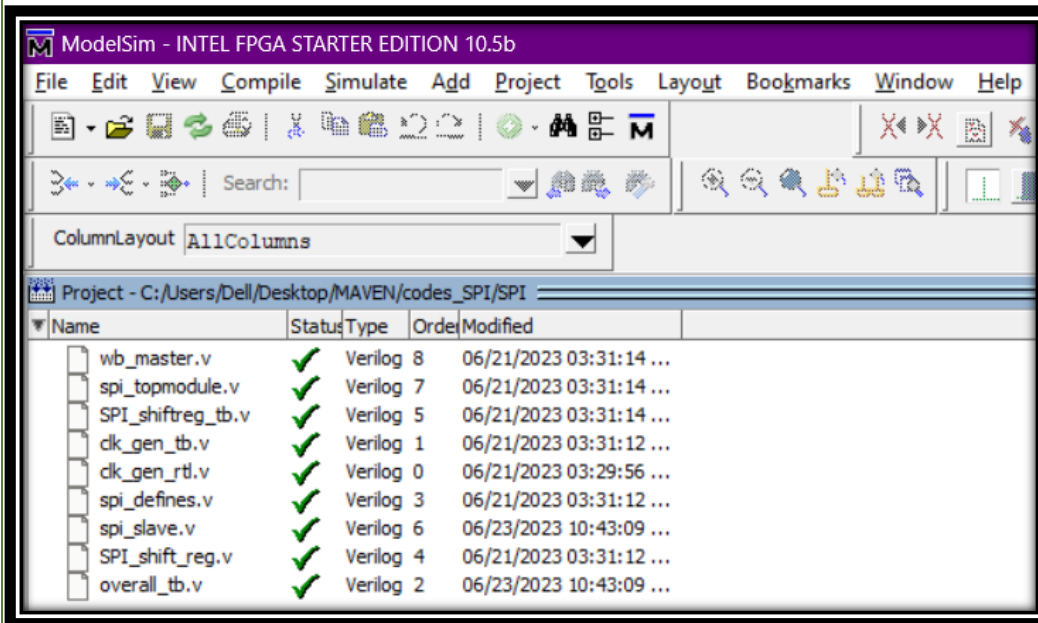 ModelSim - INTEL FPGA STARTER EDITION 10.5b
File Edit View Compile Simulate Add Project Tools Layout Bookmarks Window Help
Search:
ColumnLayout AllColumns
Project - C:/Users/Dell/Desktop/MAVEN/codes_SPI/SPI
Name Status Type Order Modified
wb_master.v Verilog 8 06/21/2023 03:31:14 ...
spi_topmodule.v Verilog 7 06/21/2023 03:31:14 ...
SPI_shiftreg_tb.v Verilog 5 06/21/2023 03:31:14 ...
clk_gen_tb.v Verilog 1 06/21/2023 03:31:12 ...
clk_gen_rtl.v Verilog 0 06/21/2023 03:29:56 ...
spi_defines.v Verilog 3 06/21/2023 03:31:12 ...
spi_slave.v Verilog 6 06/23/2023 10:43:09 ...
SPI_shift_reg.v Verilog 4 06/21/2023 03:31:12 ...
overall_tb.v Verilog 2 06/23/2023 10:43:09 ...